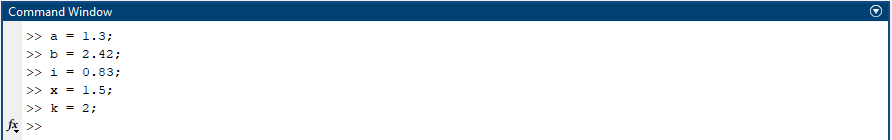 Command Window
>> a = 1.3;
>> b = 2.42;
>> i = 0.83;
>> x = 1.5;
>> k = 2;
fx >>